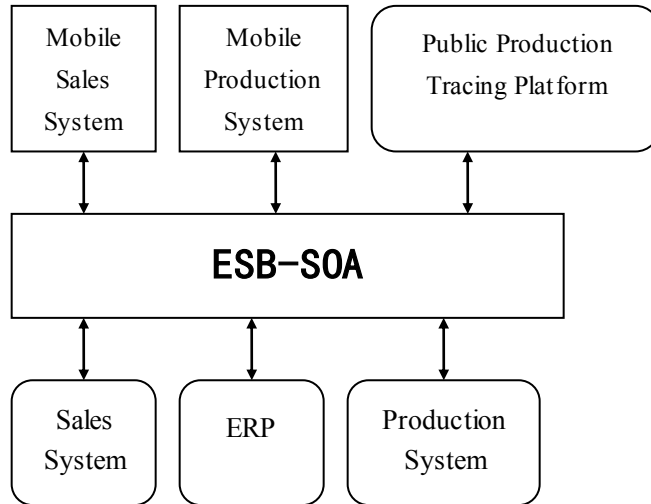 Mobile
Sales
System
Mobile
Production
System
Public Production
Tracing Platform
ESB-SOA
Sales
System
ERP
Production
System